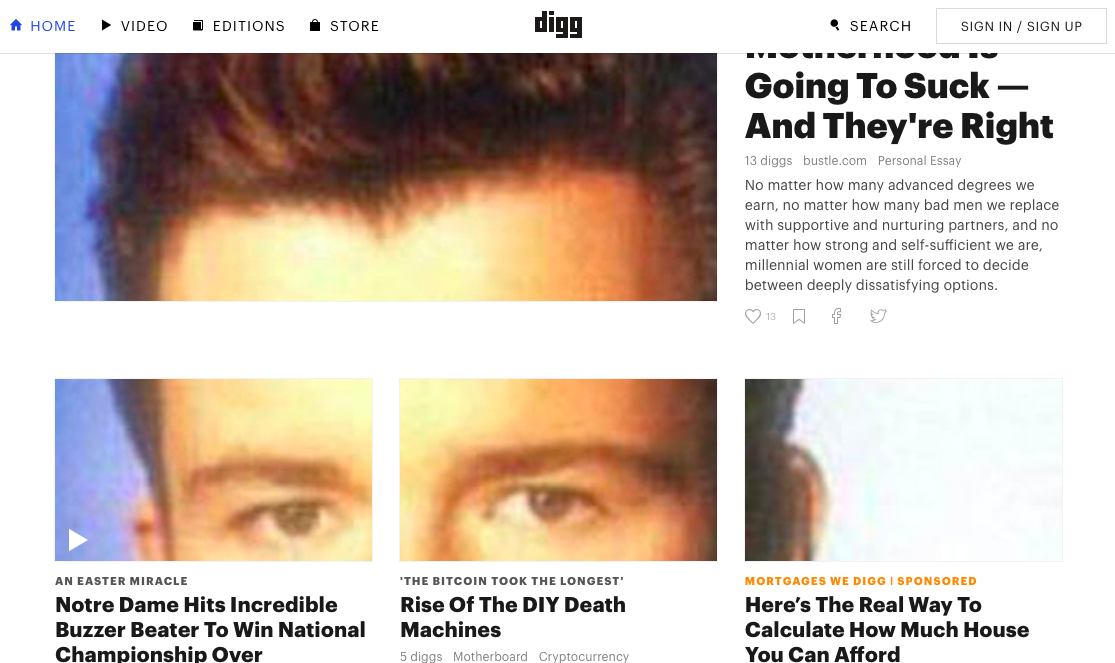 HOME
VIDEO
EDITIONS
STORE
digg
SEARCH
SIGN IN / SIGN UP
Motherhood Is
Going To Suck —
And They're Right
13 diggs bustle.com Personal Essay
No matter how many advanced degrees we
earn, no matter how many bad men we replace
with supportive and nurturing partners, and no
matter how strong and self-sufficient we are,
millennial women are still forced to decide
between deeply dissatisfying options.
13
AN EASTER MIRACLE
Notre Dame Hits Incredible
Buzzer Beater To Win National
Championship Over
'THE BITCOIN TOOK THE LONGEST'
Rise Of The DIY Death
Machines
5 diggs Motherboard Cryptocurrency
MORTGAGES WE DIGG | SPONSORED
Here's The Real Way To
Calculate How Much House
You Can Afford